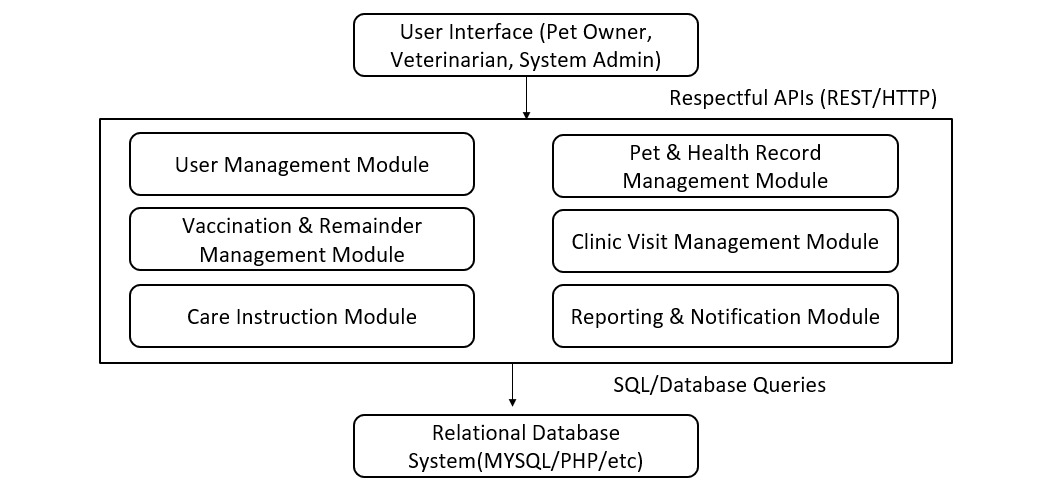 User Interface (Pet Owner,
Veterinarian, System Admin)
Respectful APIs (REST/HTTP)
User Management Module
Pet & Health Record
Management Module
Vaccination & Remainder
Management Module
Clinic Visit Management Module
Care Instruction Module
Reporting & Notification Module
SQL/Database Queries
Relational Database
System(MYSQL/PHP/etc)